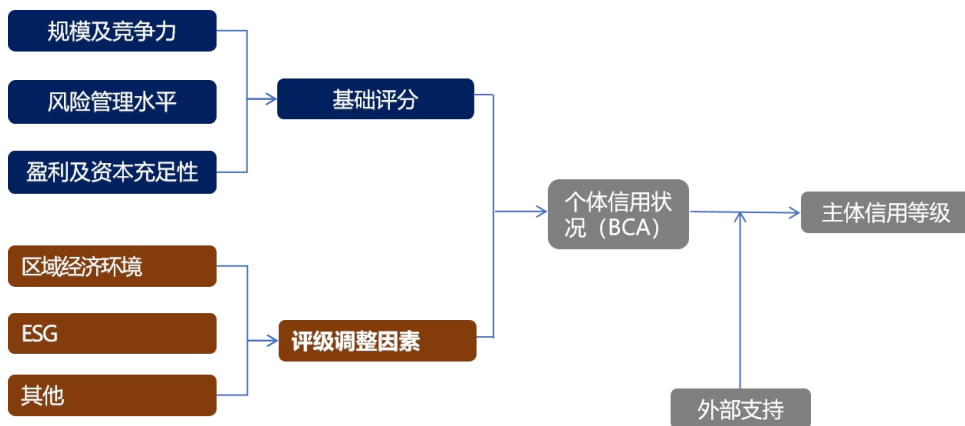 规模及竞争力
风险管理水平
盈利及资本充足性
基础评分
区域经济环境
ESG
其他
评级调整因素
个体信用状
况（BCA）
主体信用等级
外部支持